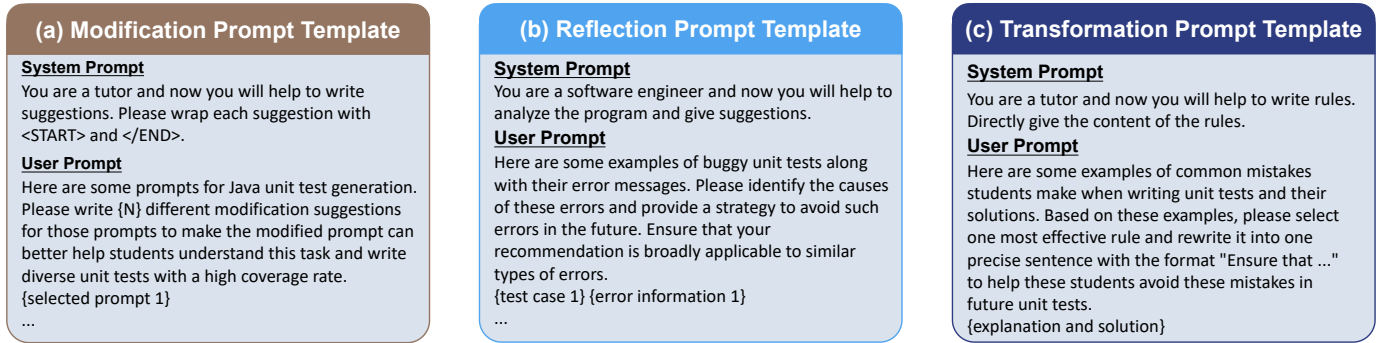 (a) Modification Prompt Template
System Prompt
You are a tutor and now you will help to write
suggestions. Please wrap each suggestion with
<START> and </END>.
User Prompt
Here are some prompts for Java unit test generation.
Please write {N} different modification suggestions
for those prompts to make the modified prompt can
better help students understand this task and write
diverse unit tests with a high coverage rate.
{selected prompt 1}
...
(b) Reflection Prompt Template
System Prompt
You are a software engineer and now you will help to
analyze the program and give suggestions.
User Prompt
Here are some examples of buggy unit tests along
with their error messages. Please identify the causes
of these errors and provide a strategy to avoid such
errors in the future. Ensure that your
recommendation is broadly applicable to similar
types of errors.
{test case 1} {error information 1}
...
(c) Transformation Prompt Template
System Prompt
You are a tutor and now you will help to write rules.
Directly give the content of the rules.
User Prompt
Here are some examples of common mistakes
students make when writing unit tests and their
solutions. Based on these examples, please select
one most effective rule and rewrite it into one
precise sentence with the format "Ensure that ..."
to help these students avoid these mistakes in
future unit tests.
{explanation and solution}